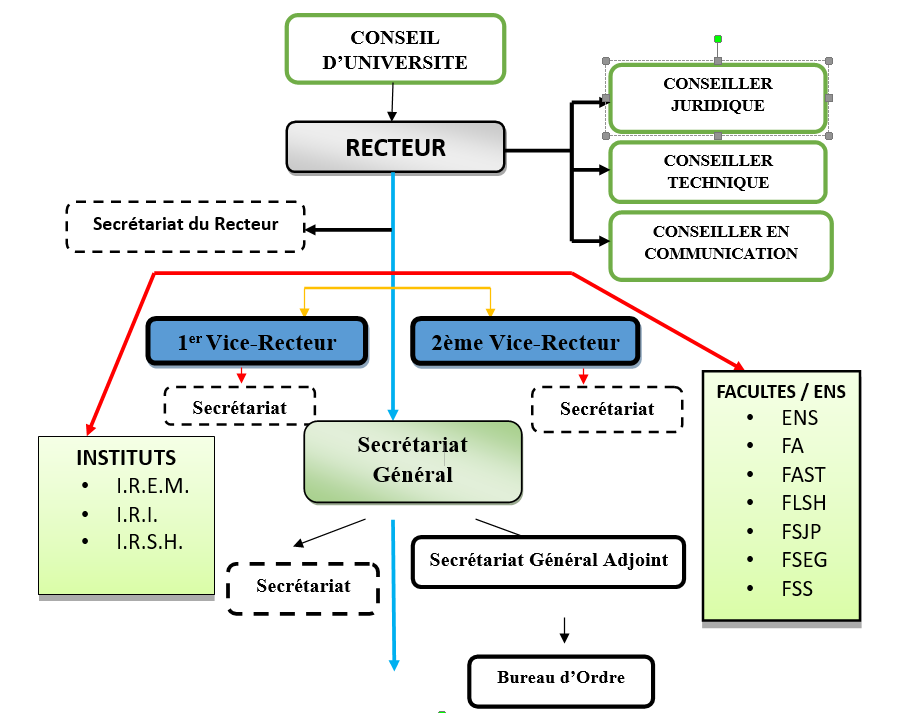 CONSEIL
D’UNIVERSITE
RECTEUR
CONSEILLER
JURIDIQUE
CONSEILLER
TECHNIQUE
CONSEILLER EN
COMMUNICATION
Secrétariat du Recteur
1er Vice-Recteur
2ème Vice-Recteur
Secrétariat
Secrétariat
Secrétariat
Général
INSTITUTS
• I.R.E.M.
• I.R.I.
• I.R.S.H.
FACULTES / ENS
• ENS
• FA
• FAST
• FLSH
• FSJP
• FSEG
• FSS
Secrétariat
Secrétariat Général Adjoint
Bureau d’Ordre